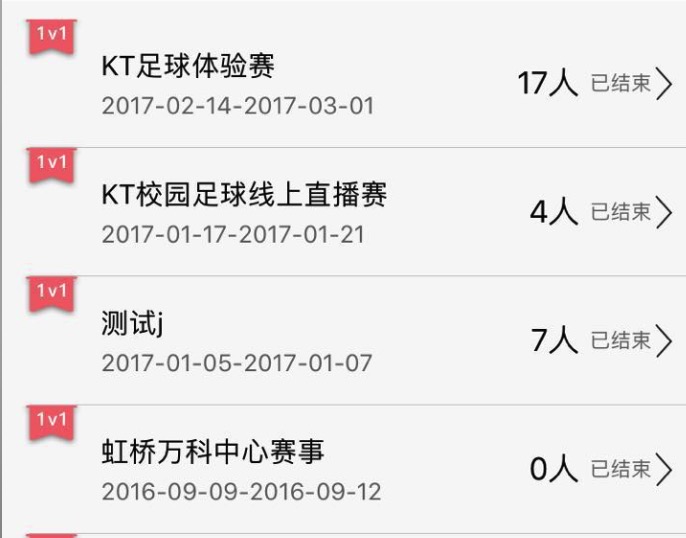 1v1
KT足球体验赛
17人 已结束
2017-02-14-2017-03-01
1v1
KT校园足球线上直播赛
4人 已结束
2017-01-17-2017-01-21
1v1
测试j
7人 已结束
2017-01-05-2017-01-07
1v1
虹桥万科中心赛事
0人 已结束
2016-09-09-2016-09-12